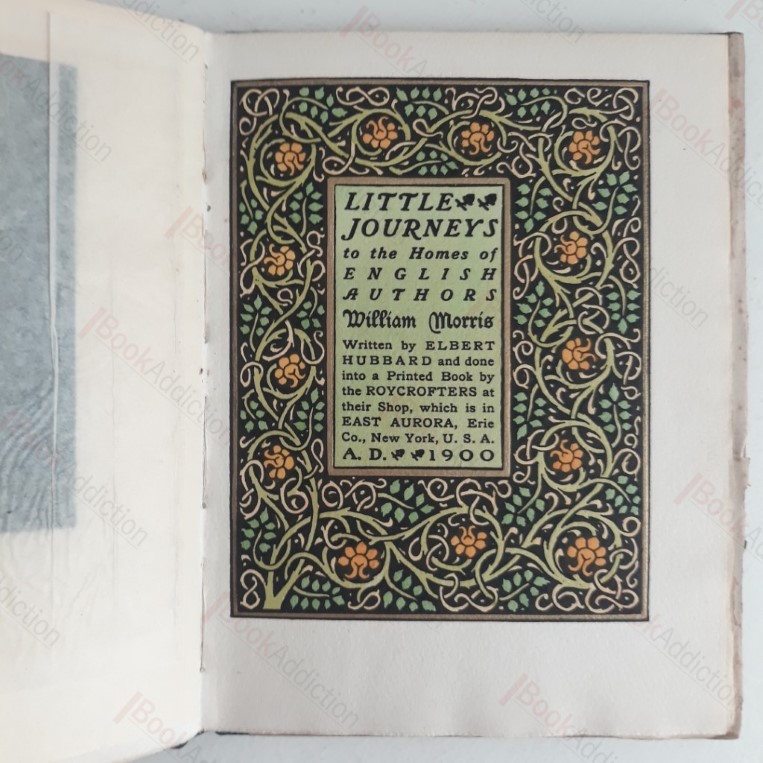 LITTLE
JOURNEYS
to the Homes of
ENGLISH
AUTHORS
William Morris
Written by ELBERT
HUBBARD and done
into a Printed Book by
the ROYCROFTERS at
their Shop, which is in
EAST AURORA, Erie
Co., New York, U. S. A.
A. D. 1900
BookAddiction